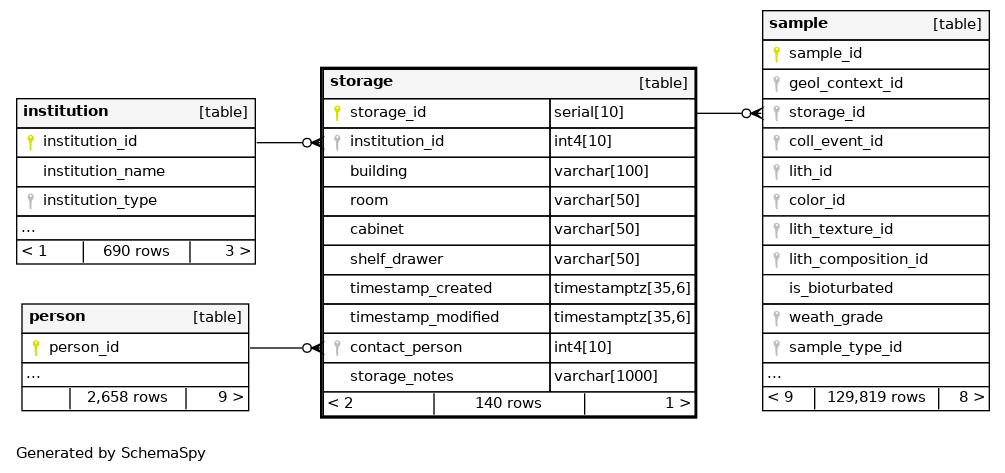 institution [table]
institution_id
institution_name
institution_type
...
< 1 690 rows 3 >
person [table]
person_id
...
2,658 rows 9 >
storage [table]
storage_id serial[10]
institution_id int4[10]
building varchar[100]
room varchar[50]
cabinet varchar[50]
shelf_drawer varchar[50]
timestamp_created timestamptz[35,6]
timestamp_modified timestamptz[35,6]
contact_person int4[10]
storage_notes varchar[1000]
< 2 140 rows 1 >
sample [table]
sample_id
geol_context_id
storage_id
coll_event_id
lith_id
color_id
lith_texture_id
lith_composition_id
is_bioturbated
weath_grade
sample_type_id
...
< 9 129,819 rows 8 >
Generated by SchemaSpy